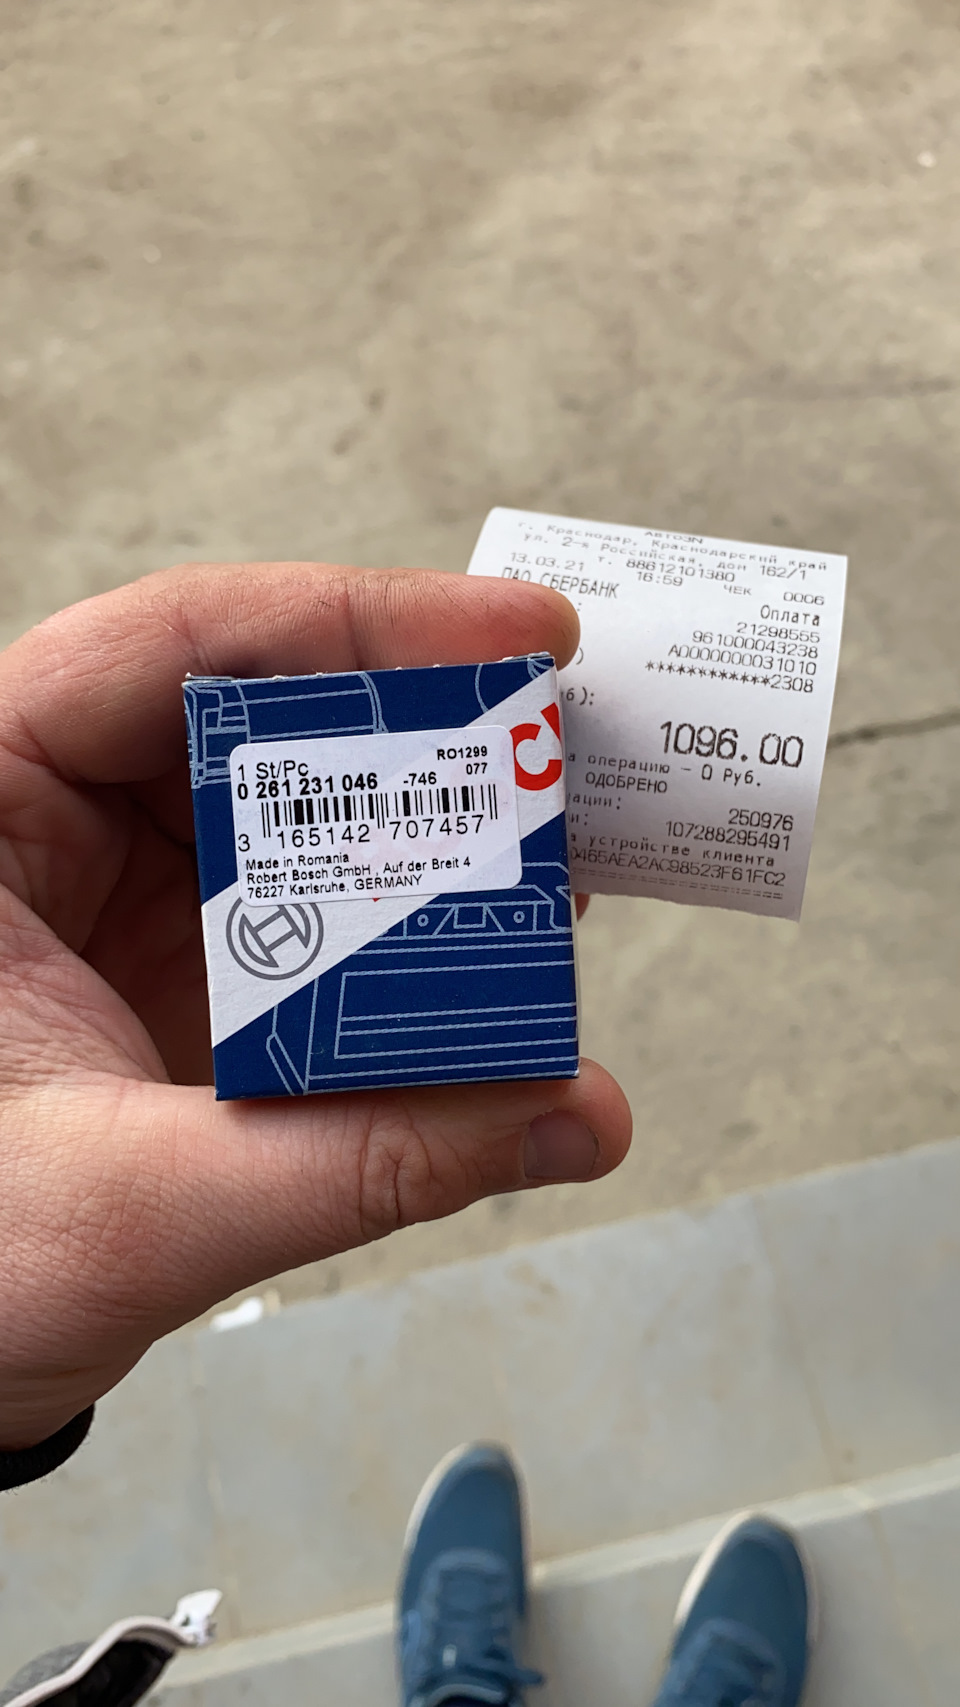 1 St/Pc
RO1299
0 261 231 046 -746 077
3 165142 707457
Made in Romania
Robert Bosch GmbH , Auf der Breit 4
76227 Karlsruhe, GERMANY
г. Краснодар, Краснодарский край
ул. 2-я Российская, дом 162/1
т. 88612101380
13.03.21 16:59 ЧЕК 0006
ПАО СБЕРБАНК Оплата
21298555
961000043238
A0000000031010
************2308
б):
1096.00
а операцию - 0 Руб.
ОДОБРЕНО
ации: 250976
и: 107288295491
а устройстве клиента
0465AEA2AC98523F61FC2